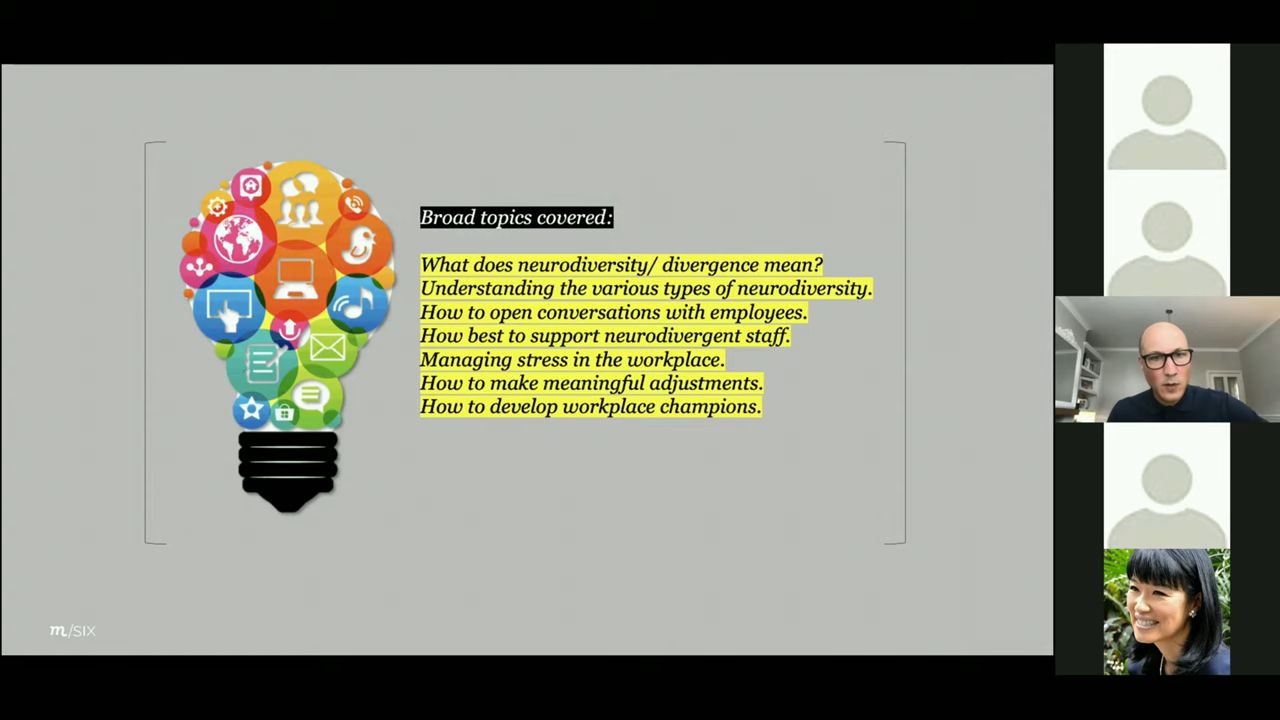 Broad topics covered:
What does neurodiversity/ divergence mean?
Understanding the various types of neurodiversity.
How to open conversations with employees.
How best to support neurodivergent staff.
Managing stress in the workplace.
How to make meaningful adjustments.
How to develop workplace champions.
m/SIX